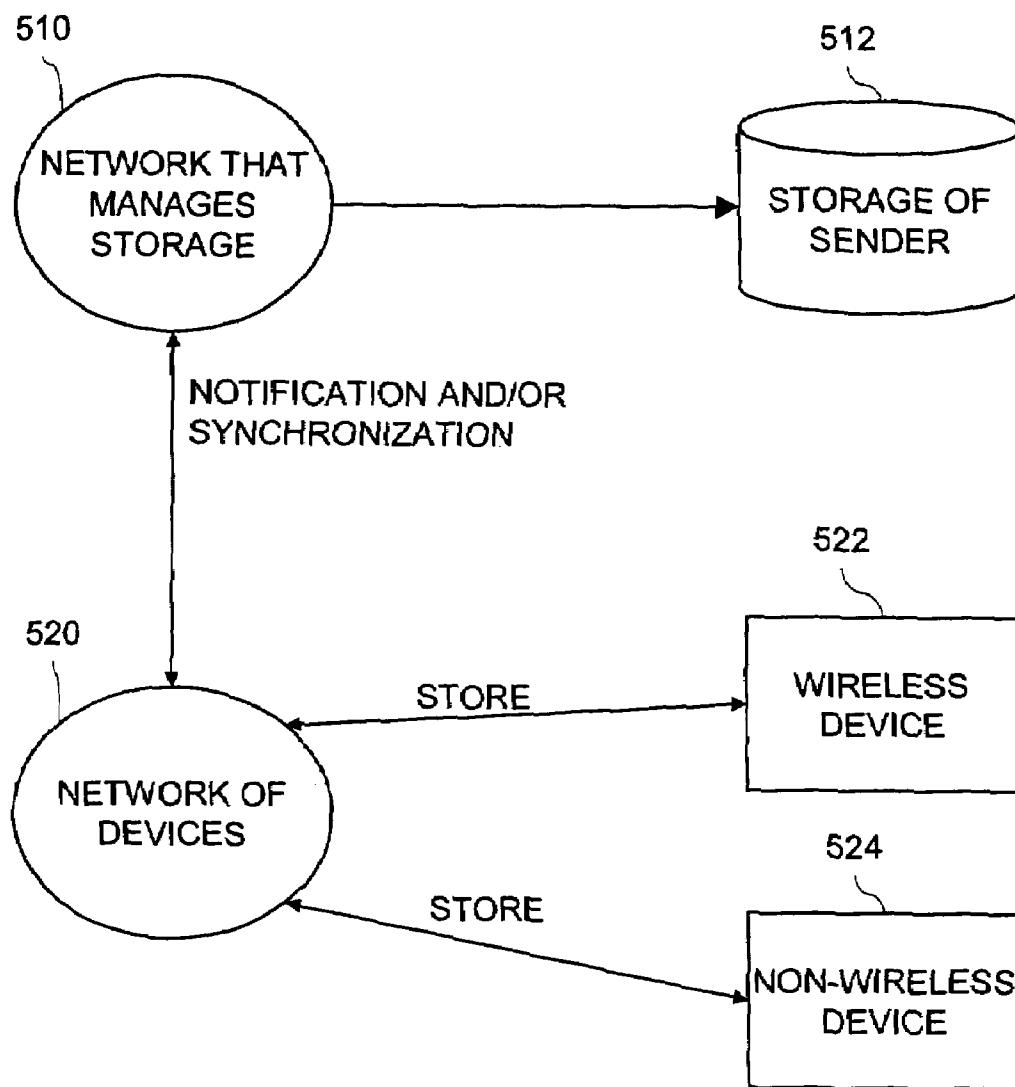 510
512
NETWORK THAT
MANAGES
STORAGE
STORAGE OF
SENDER
NOTIFICATION AND/OR
SYNCHRONIZATION
522
520
STORE
WIRELESS
DEVICE
NETWORK OF
DEVICES
524
STORE
NON-WIRELESS
DEVICE